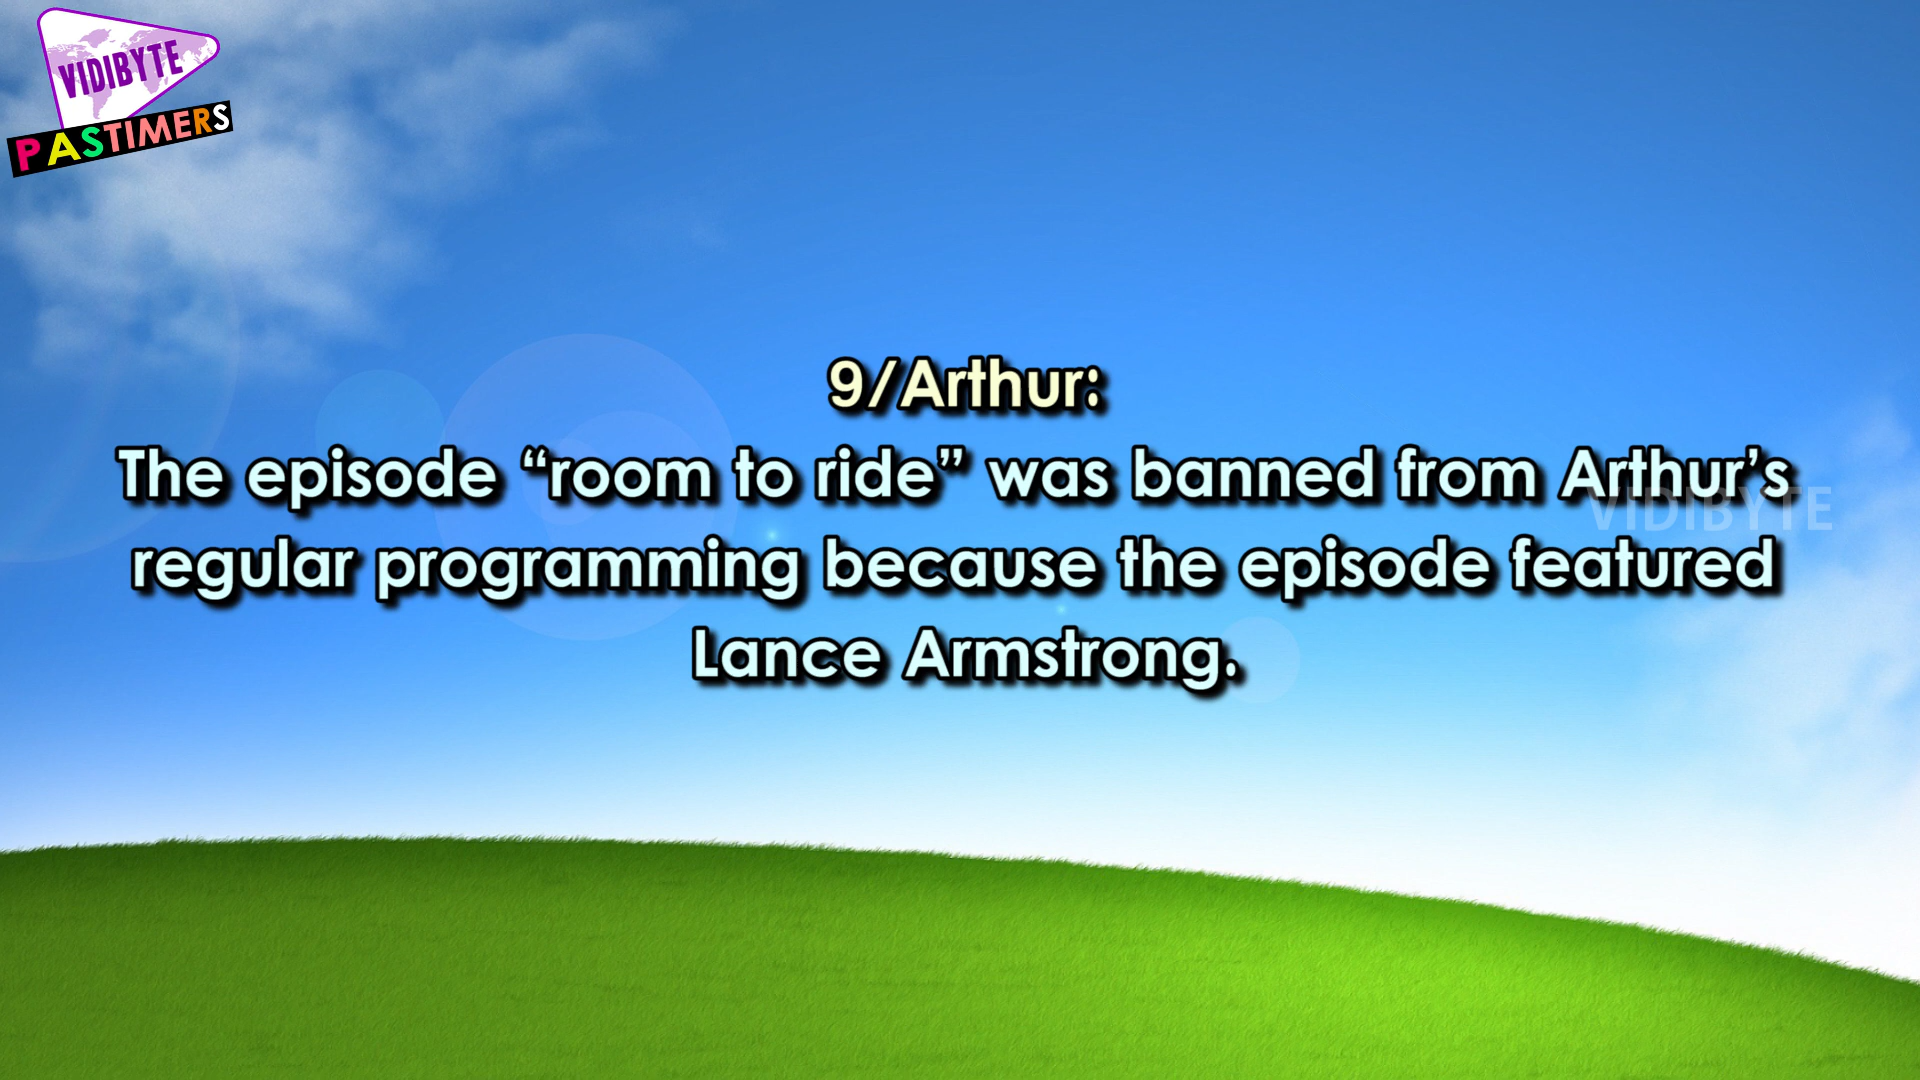 VIDIBYTE
PASTIMERS
9/Arthur:
The episode “room to ride” was banned from Arthur’s
VIDIBYTE
regular programming because the episode featured
Lance Armstrong.